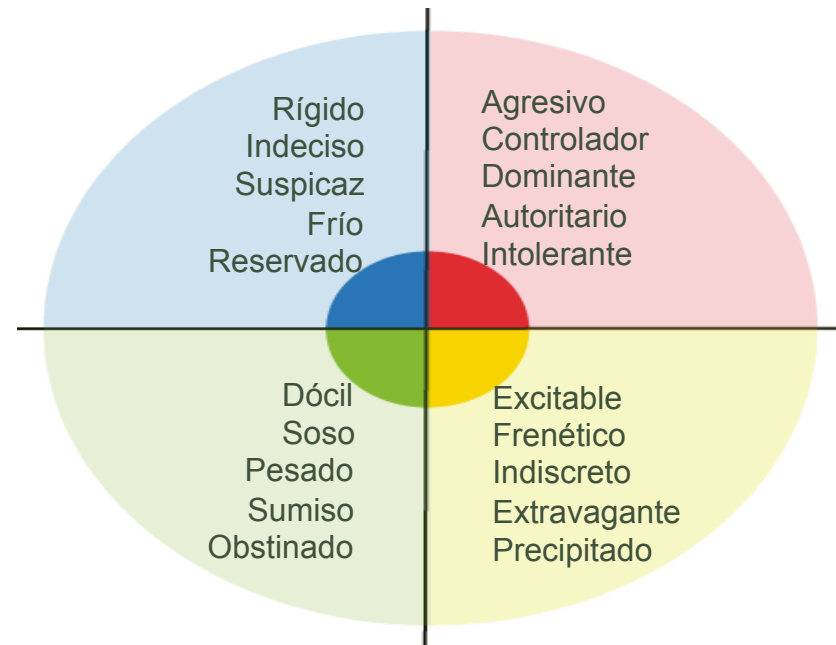 Rígido
Indeciso
Suspicaz
Frío
Reservado
Agresivo
Controlador
Dominante
Autoritario
Intolerante
Dócil
Soso
Pesado
Sumiso
Obstinado
Excitable
Frenético
Indiscreto
Extravagante
Precipitado